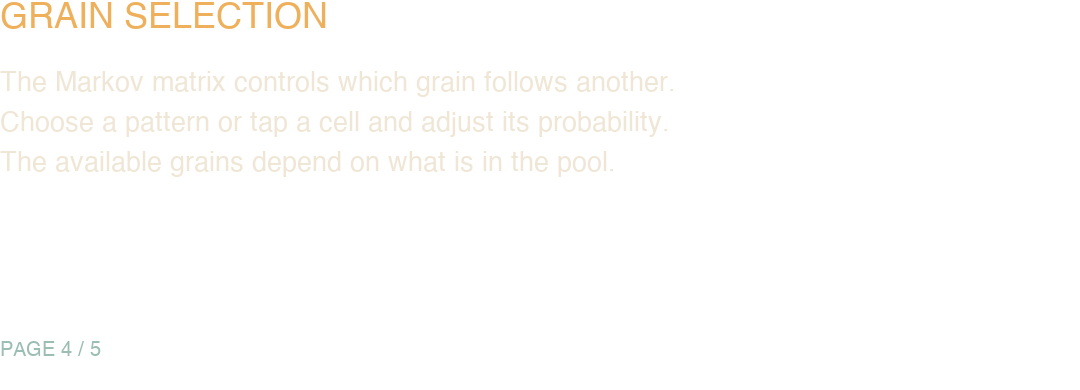 GRAIN SELECTION
The Markov matrix controls which grain follows another.
Choose a pattern or tap a cell and adjust its probability.
The available grains depend on what is in the pool.
PAGE 4 / 5